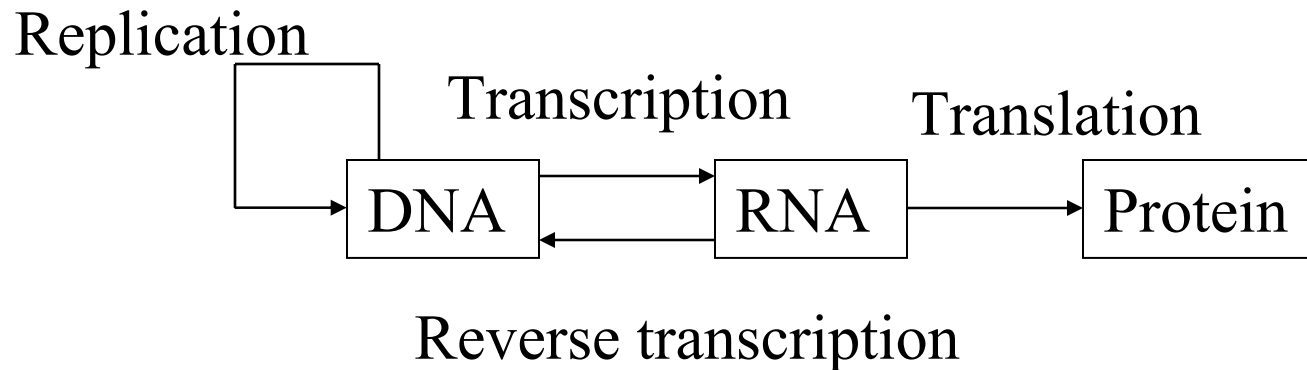 Replication
Transcription
Translation
DNA
RNA
Protein
Reverse transcription